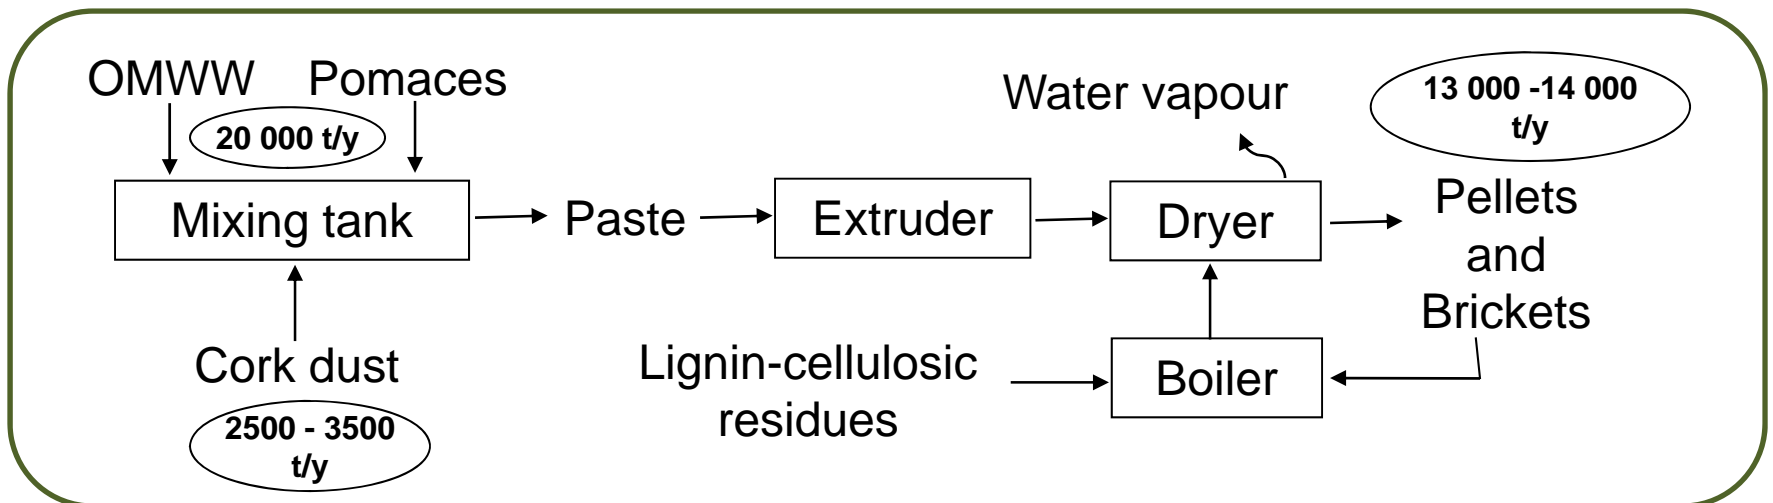 OMWW
Pomaces
20 000 t/y
Mixing tank
Cork dust
2500 - 3500
t/y
Paste
Extruder
Water vapour
Dryer
Lignin-cellulosic
residues
Boiler
13 000 -14 000
t/y
Pellets
and
Brickets